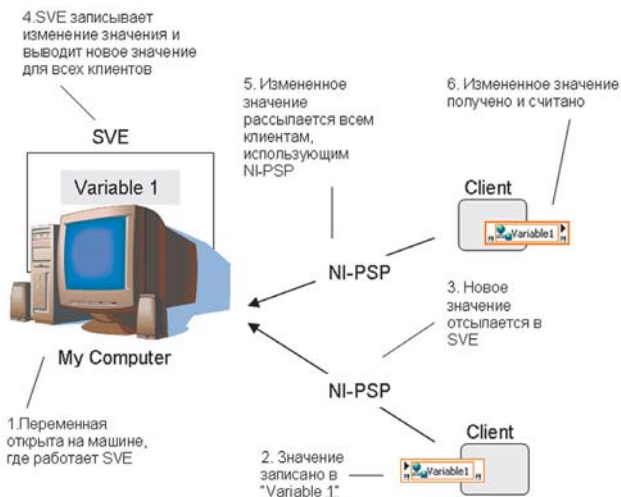 4.SVE записывает
изменение значения и
выводит новое значение
для всех клиентов
5. Измененное
значение
рассылается всем
клиентам,
использующим
NI-PSP
6. Измененное значение
получено и считано
SVE
Variable 1
Client
Variable1
NI-PSP
3. Новое
значение
отсылается в
SVE
My Computer
NI-PSP
1.Переменная
открыта на машине,
где работает SVE
Client
2. Значение
записано в
"Variable 1"
Variable1